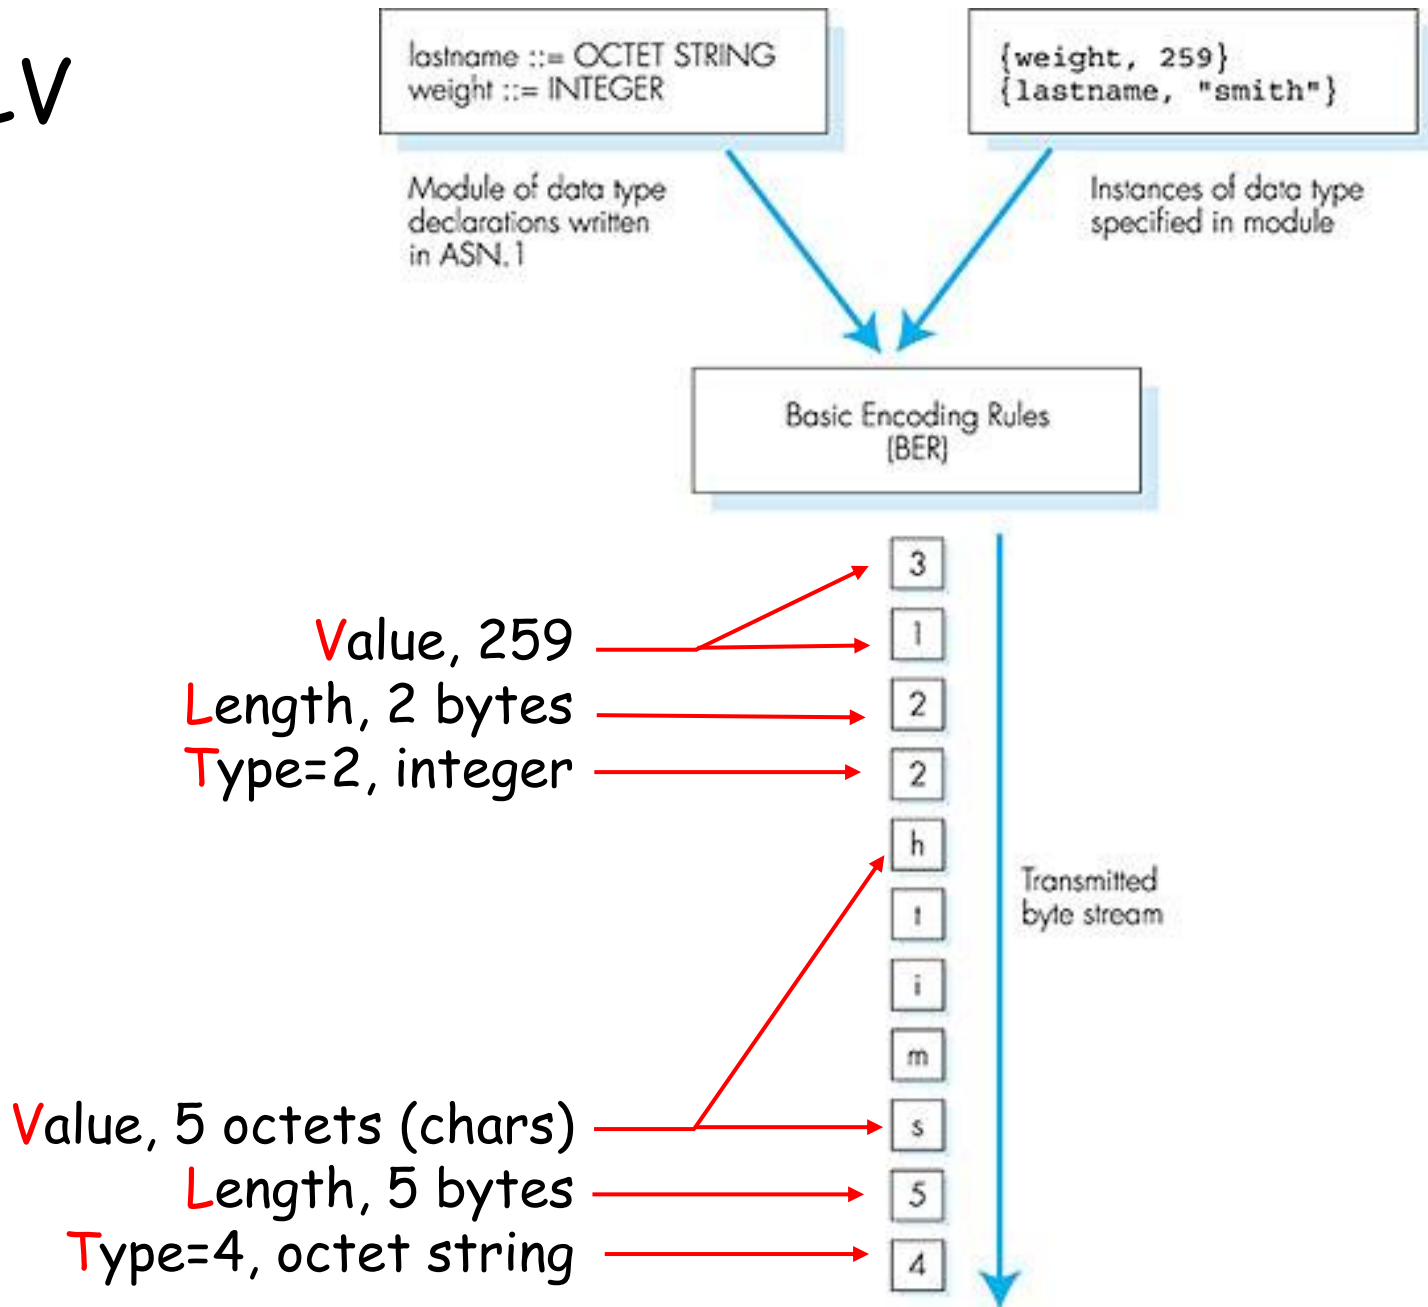 LV
lastname ::= OCTET STRING
weight ::= INTEGER
{weight, 259}
{lastname, "smith"}
Module of data type
declarations written
in ASN.1
Instances of data type
specified in module
Basic Encoding Rules
(BER)
3
1
2
2
h
t
i
m
s
5
4
Value, 259
Length, 2 bytes
Type=2, integer
Transmitted
byte stream
Value, 5 octets (chars)
Length, 5 bytes
Type=4, octet string